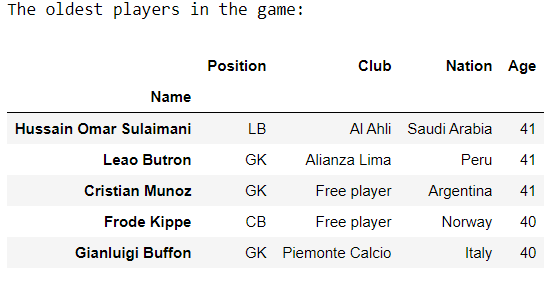 The oldest players in the game:
Position Club Nation Age
Name
Hussain Omar Sulaimani LB Al Ahli Saudi Arabia 41
Leao Butron GK Alianza Lima Peru 41
Cristian Munoz GK Free player Argentina 41
Frode Kippe CB Free player Norway 40
Gianluigi Buffon GK Piemonte Calcio Italy 40